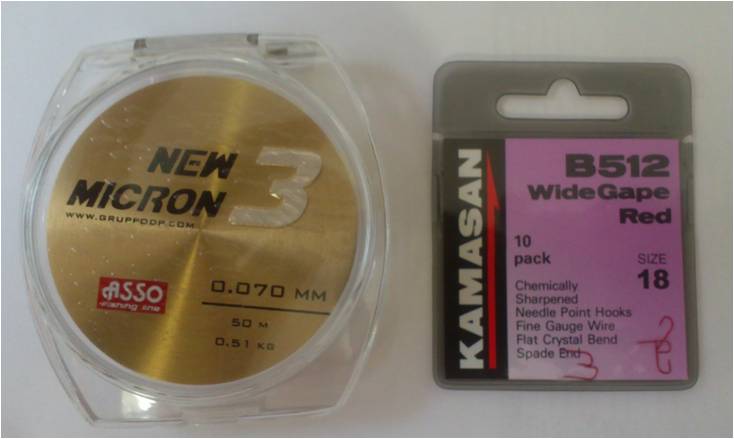 NEW
MICRON 3
WWW.GRUPPODP.COM
ASSO
fishing line
0.070 MM
50 M
0.51 KG
KAMASAN
B512
Wide Gape
Red
10
pack
SIZE
18
Chemically
Sharpened
Needle Point Hooks
Fine Gauge Wire
Flat Crystal Bend
Spade End